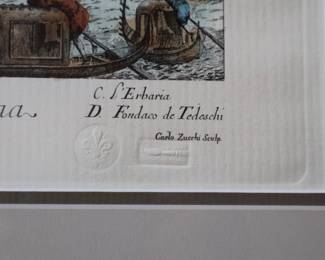 C. L'Erbaria
D. Fondaco de Tedeschi
Carlo Zucchi Sculp.